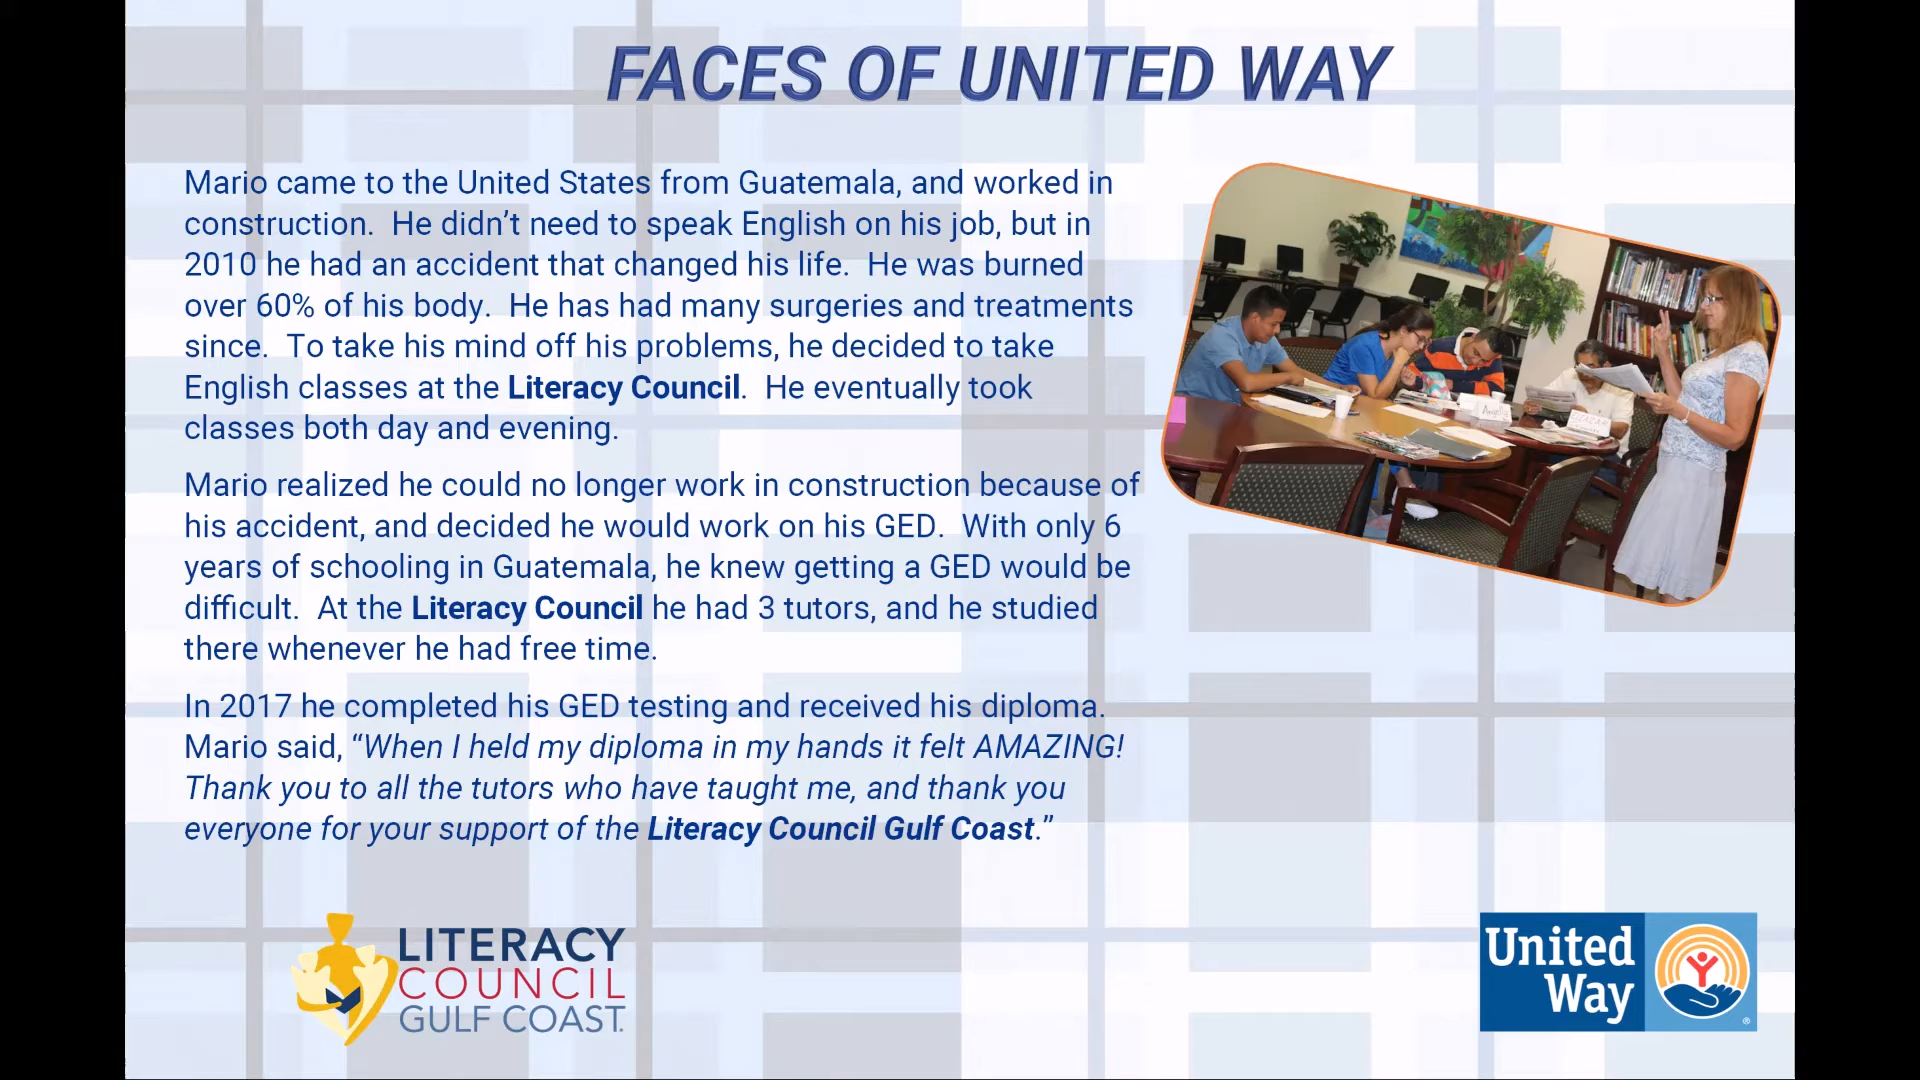 FACES OF UNITED WAY
Mario came to the United States from Guatemala, and worked in
construction.  He didn’t need to speak English on his job, but in
2010 he had an accident that changed his life.  He was burned
over 60% of his body.  He has had many surgeries and treatments
since.  To take his mind off his problems, he decided to take
English classes at the Literacy Council.  He eventually took
classes both day and evening.
Mario realized he could no longer work in construction because of
his accident, and decided he would work on his GED.  With only 6
years of schooling in Guatemala, he knew getting a GED would be
difficult.  At the Literacy Council he had 3 tutors, and he studied
there whenever he had free time.
In 2017 he completed his GED testing and received his diploma.
Mario said, “When I held my diploma in my hands it felt AMAZING!
Thank you to all the tutors who have taught me, and thank you
everyone for your support of the Literacy Council Gulf Coast.”
LITERACY
COUNCIL
GULF COAST.
United
Way
®